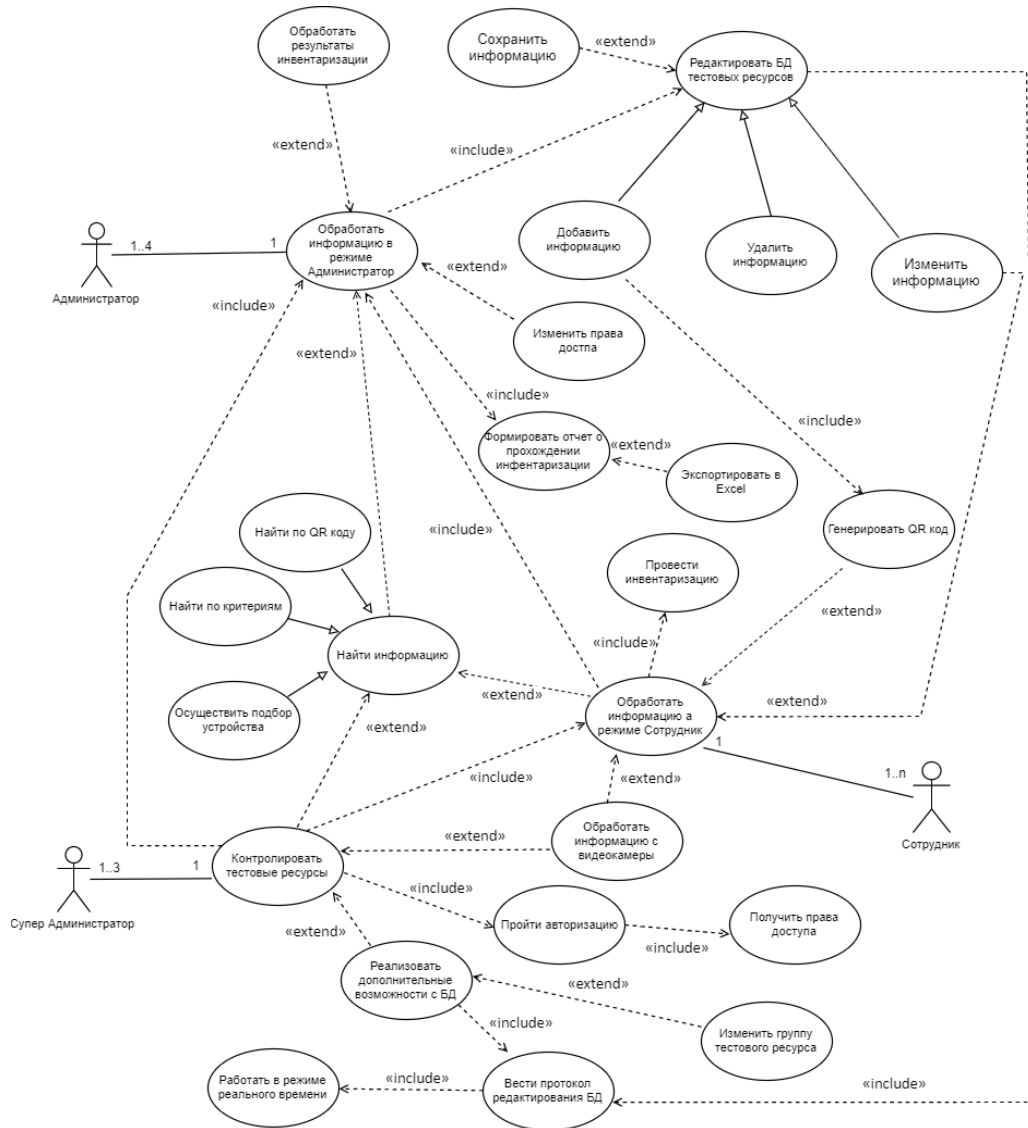 Обработать
результаты
инвентаризации
Сохранить
информацию
«extend»
Редактировать БД
тестовых ресурсов
«extend»
«include»
Администратор
1..4
1
Обработать
информацию в
режиме
Администратор
«extend»
Добавить
информацию
Удалить
информацию
Изменить
информацию
«include»
«extend»
Изменить права
достпа
«include»
Формировать отчет о
прохождении
инфентаризации
«extend»
Экспортировать в
Excel
«include»
Генерировать QR код
Найти по QR коду
«include»
Провести
инвентаризацию
Найти по критериям
«extend»
Найти информацию
«include»
Осуществить подбор
устройства
«extend»
Обработать
информацию а
режиме Сотрудник
«extend»
«extend»
1
1..n
Сотрудник
«include»
«extend»
Обработать
информацию с
видеокамеры
«extend»
Супер Администратор
1..3
1
Контролировать
тестовые ресурсы
«include»
Пройти авторизацию
«include»
Получить права
доступа
«extend»
Реализовать
дополнительные
возможности с БД
«extend»
Изменить группу
тестового ресурса
«include»
Работать в режиме
реального времени
«include»
Вести протокол
редактирования БД
«include»